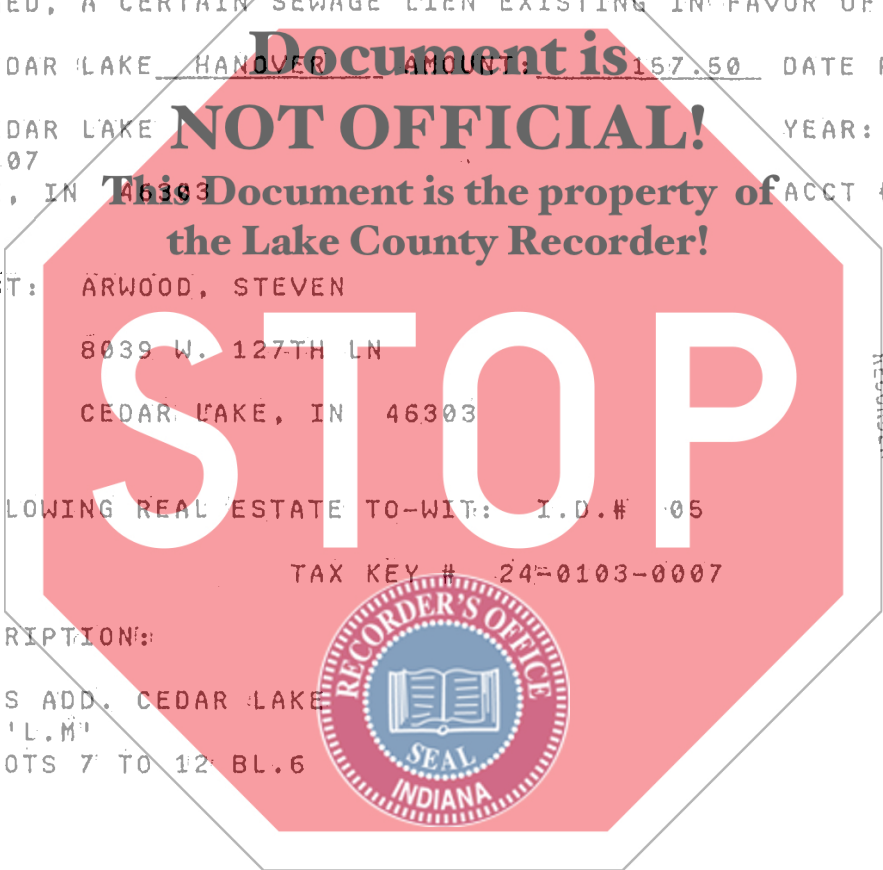 ED, A CERTAIN SEWAGE LIEN EXISTING IN FAVOR OF
Document is
DAR LAKE HANOVER AMOUNT: 157.50 DATE
NOT OFFICIAL!
DAR LAKE YEAR:
07
, IN 46303 ACCT #
This Document is the property of
the Lake County Recorder!
T: ARWOOD, STEVEN
8039 W. 127TH LN
CEDAR LAKE, IN 46303
STOP
LOWING REAL ESTATE TO-WIT: I.D.# 05
TAX KEY # 24-0103-0007
RIPTION:
S ADD. CEDAR LAKE
'L.M'
OTS 7 TO 12 BL.6
RECORDER'S OFFICE
SEAL
INDIANA